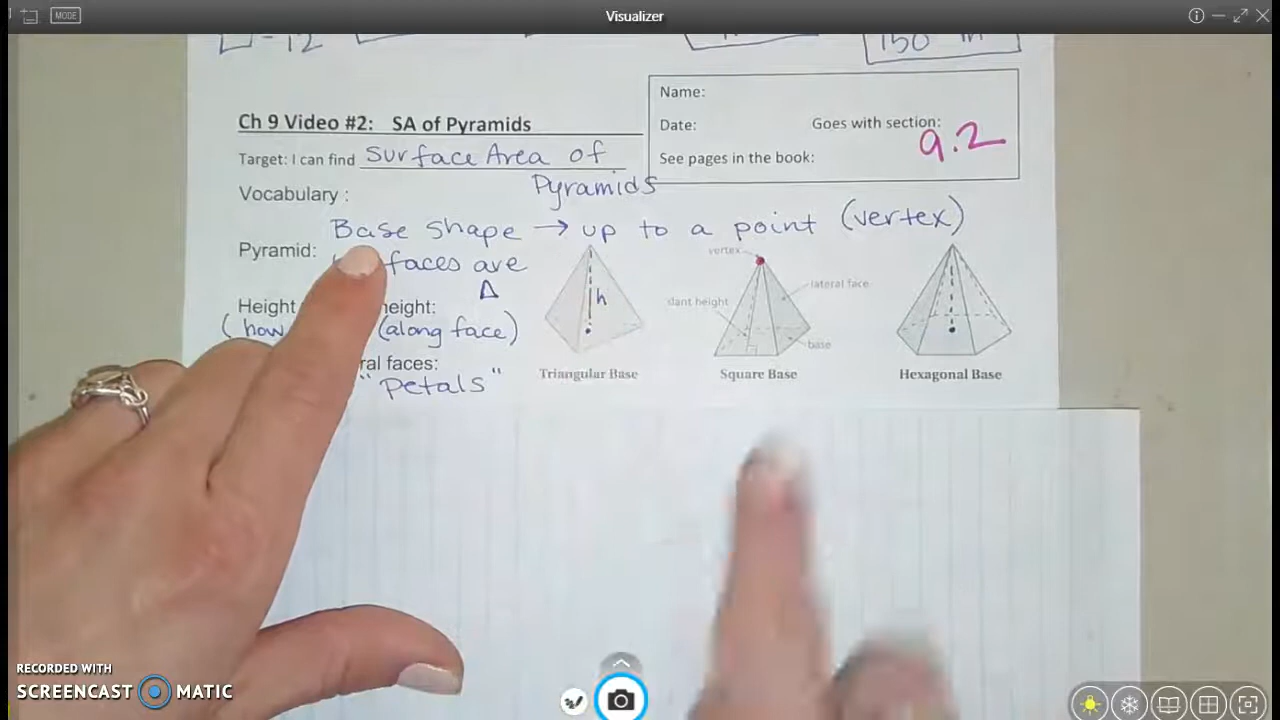 MODE
Visualizer
-12
150 in
Name:
Ch 9 Video #2: SA of Pyramids
Date:
Goes with section:
9.2
Target: I can find Surface Area of
Pyramids
See pages in the book:
Vocabulary :
Base shape → up to a point (vertex)
Pyramid:
faces are
Δ
vertex
lateral face
slant height
base
h
Height
height:
(how
(along face)
ral faces:
"Petals"
Triangular Base
Square Base
Hexagonal Base
RECORDED WITH
SCREENCAST MATIC